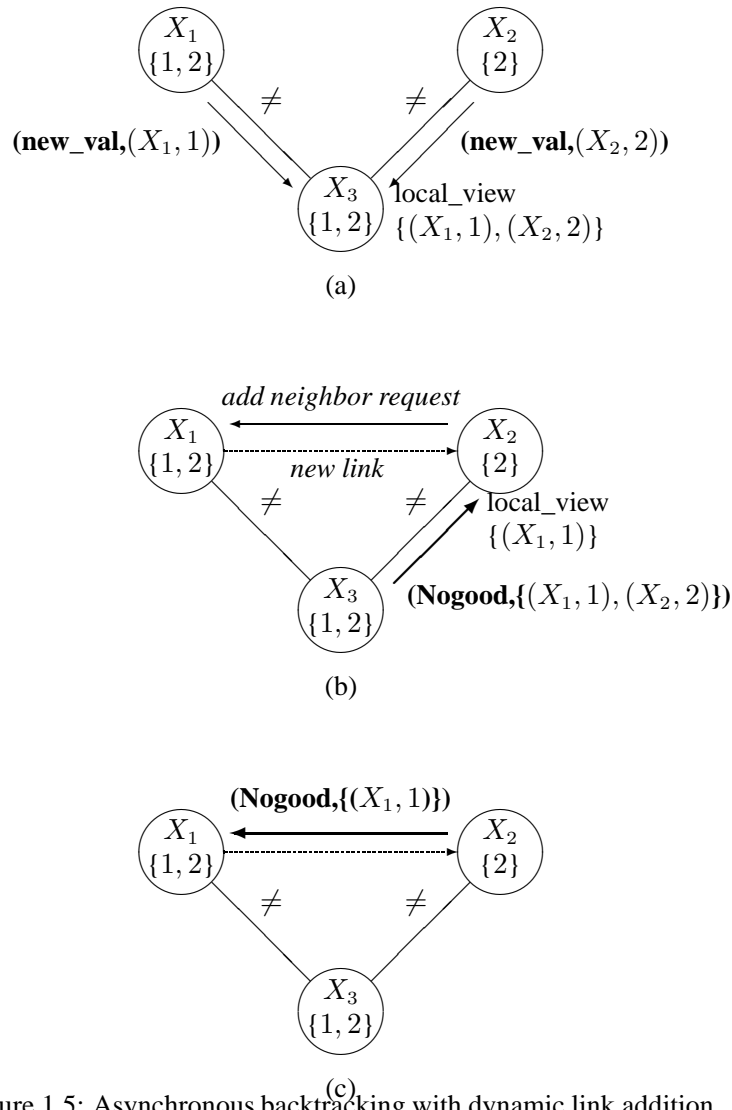 X₁
{1, 2}
X₂
{2}
≠
≠
(new_val,(X₁, 1))
(new_val,(X₂, 2))
X₃
{1, 2}
local_view
{(X₁, 1), (X₂, 2)}
(a)
add neighbor request
X₁
{1, 2}
X₂
{2}
new link
≠
≠
local_view
{(X₁, 1)}
X₃
{1, 2}
(Nogood,{(X₁, 1), (X₂, 2)})
(b)
(Nogood,{(X₁, 1)})
X₁
{1, 2}
X₂
{2}
≠
≠
X₃
{1, 2}
(c)
ure 1.5: Asynchronous backtracking with dynamic link addition